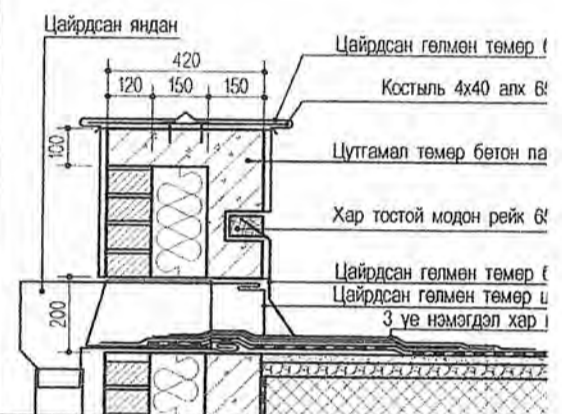 Цайрдсан яндан
Цайрдсан гөлмөн төмөр
420
120 150 150
Костыль 4х40 алх
100
Цутгамал төмөр бетон
Хар тостой модон рейк
Цайрдсан гөлмөн төмөр
Цайрдсан гөлмөн төмөр
200
3 үе нэмэгдэл хар